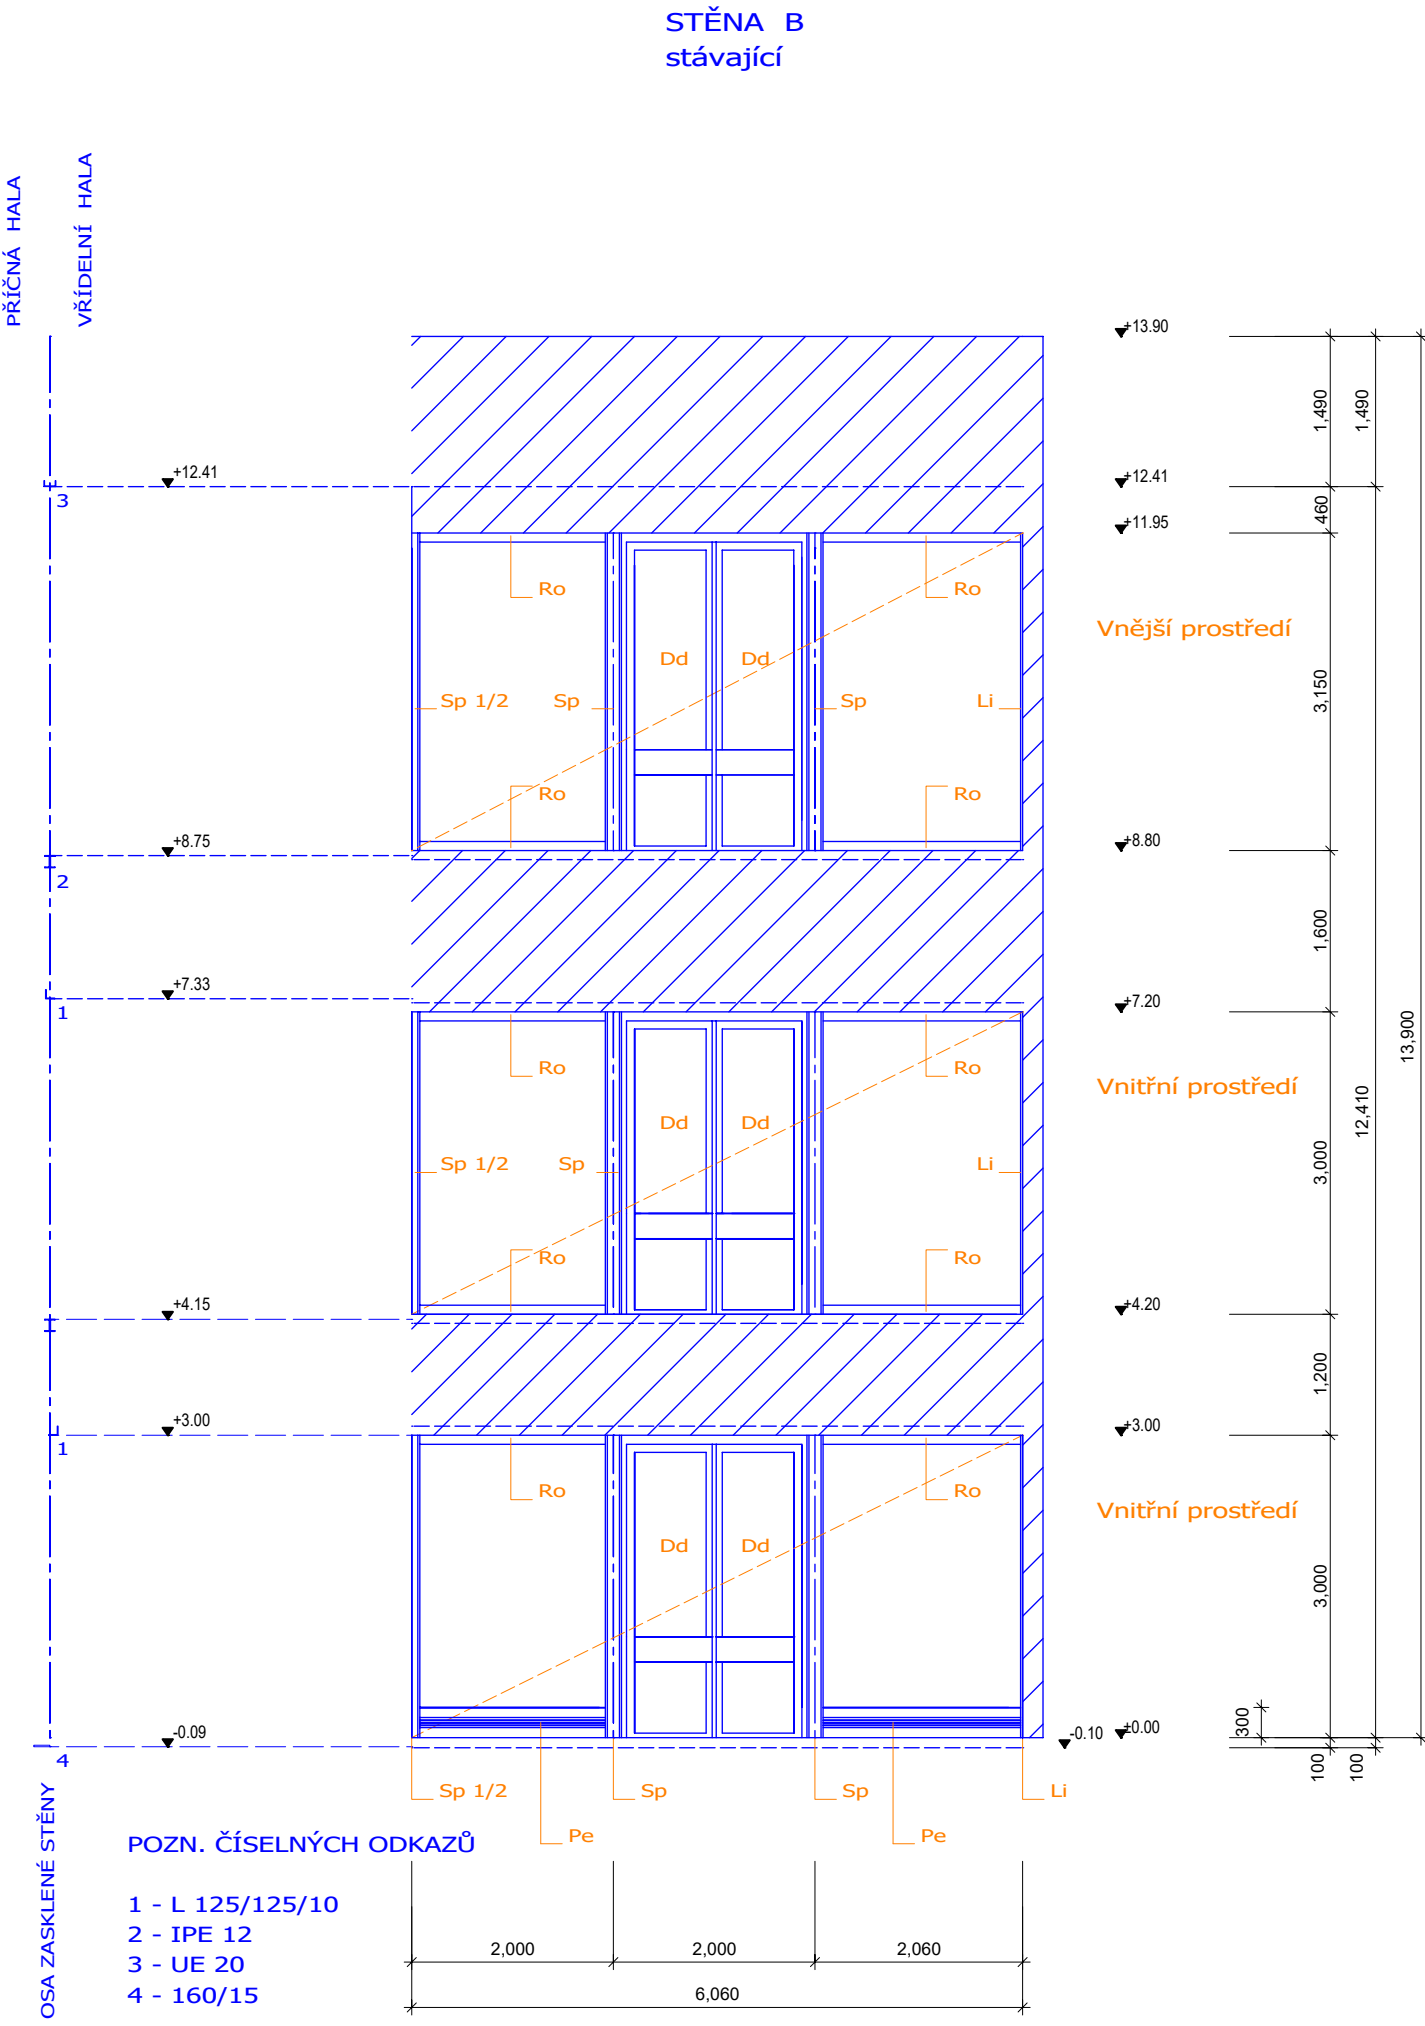 STĚNA B
stávající
PŘÍČNÁ HALA
VŘÍDELNÍ HALA
+13.90
1,490
1,490
+12.41
3
+12.41
460
+11.95
Ro
Ro
Vnější prostředí
Dd
Dd
Sp 1/2
Sp
Sp
Li
3,150
Ro
Ro
+8.75
2
+8.80
1,600
+7.33
1
+7.20
13,900
Ro
Ro
Vnitřní prostředí
12,410
Dd
Dd
Sp 1/2
Sp
Li
3,000
Ro
Ro
+4.15
+4.20
1,200
+3.00
1
+3.00
Ro
Ro
Vnitřní prostředí
Dd
Dd
3,000
300
-0.09
4
-0.10
±0.00
100
100
Sp 1/2
Sp
Sp
Li
Pe
Pe
OSA ZASKLENÉ STĚNY
POZN. ČÍSELNÝCH ODKAZŮ
1 - L 125/125/10
2 - IPE 12
3 - UE 20
4 - 160/15
2,000
2,000
2,060
6,060